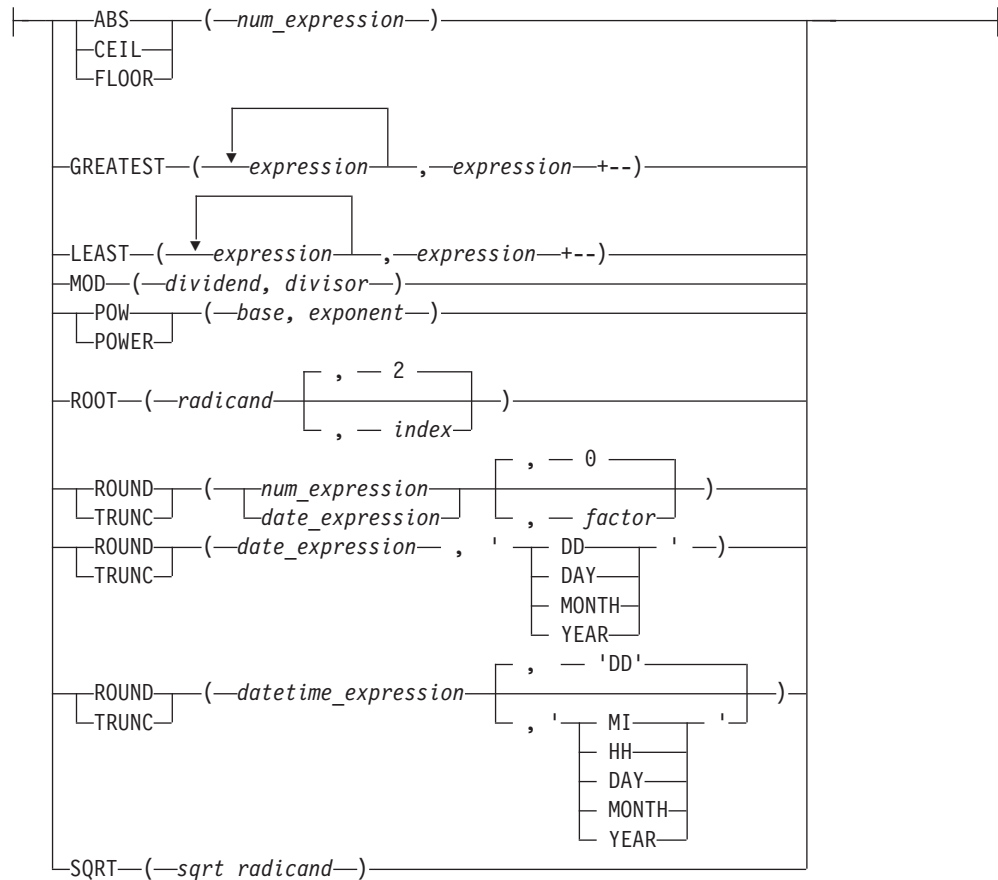 ABS ( num_expression )
CEIL
FLOOR
GREATEST ( expression , expression +--)
LEAST ( expression , expression +--)
MOD ( dividend, divisor )
POW ( base, exponent )
POWER
, 2
ROOT ( radicand )
, index
, 0
ROUND ( num_expression )
TRUNC date_expression , factor
ROUND ( date_expression , ' DD ' )
TRUNC DAY
MONTH
YEAR
, 'DD'
ROUND ( datetime_expression )
TRUNC , ' MI '
HH
DAY
MONTH
YEAR
SQRT ( sqrt radicand )